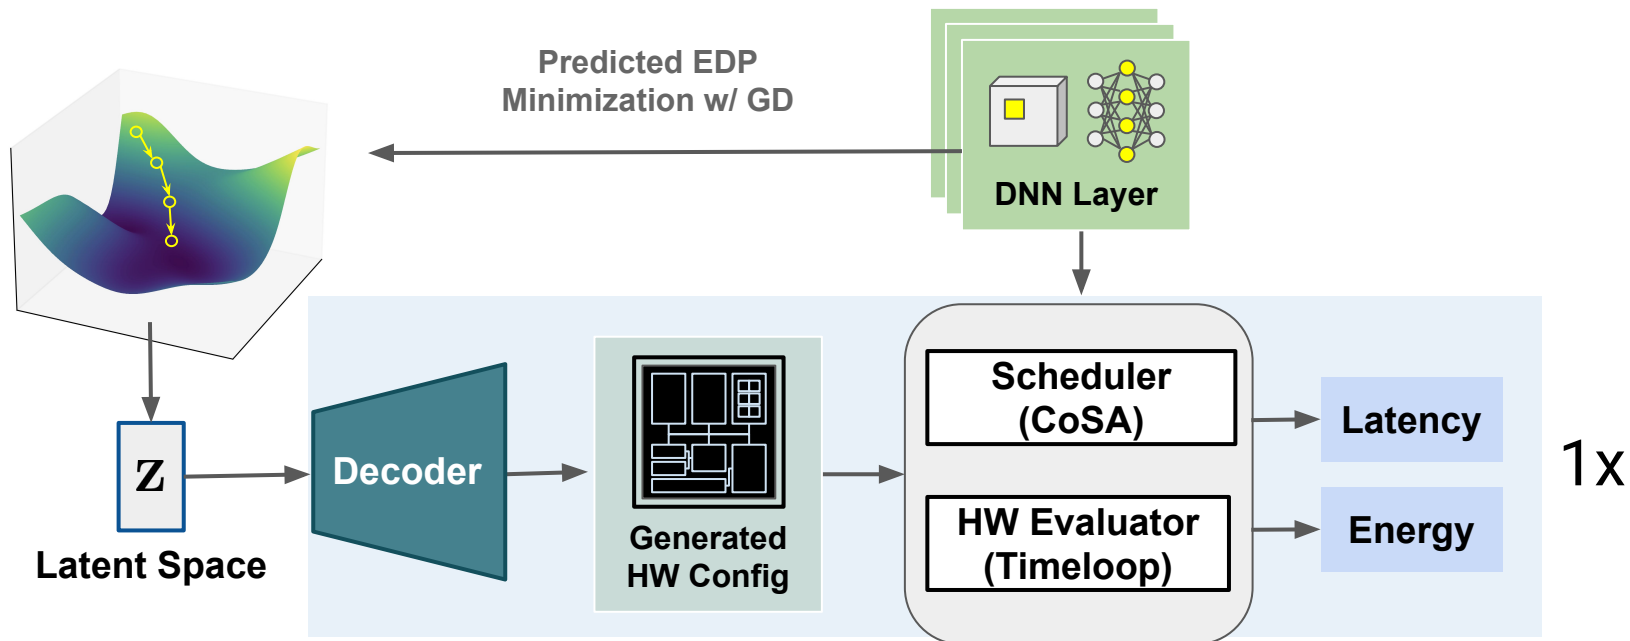 Predicted EDP
Minimization w/ GD
DNN Layer
Z
Latent Space
Decoder
Generated
HW Config
Scheduler
(CoSA)
HW Evaluator
(Timeloop)
Latency
Energy
1x